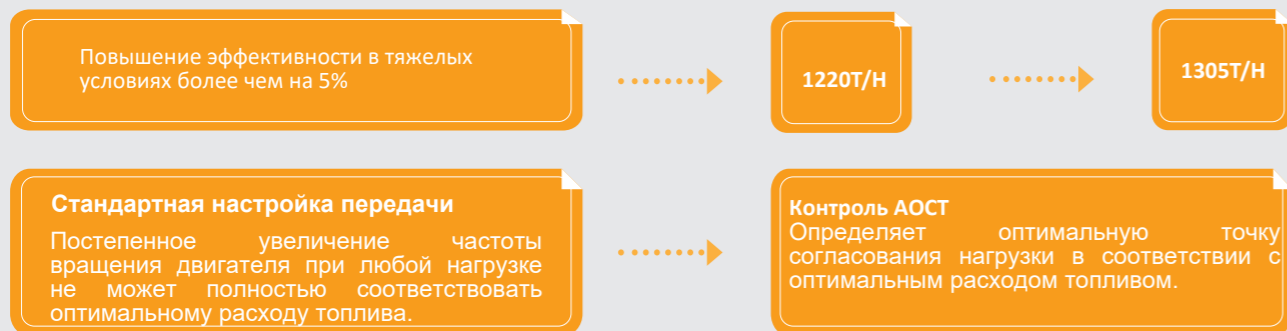 Повышение эффективности в тяжелых
условиях более чем на 5%
1220Т/Н
1305Т/Н
Стандартная настройка передачи
Постепенное увеличение частоты
вращения двигателя при любой нагрузке
не может полностью соответствовать
оптимальному расходу топлива.
Контроль АОСТ
Определяет оптимальную точку
согласования нагрузки в соответствии с
оптимальным расходом топливом.